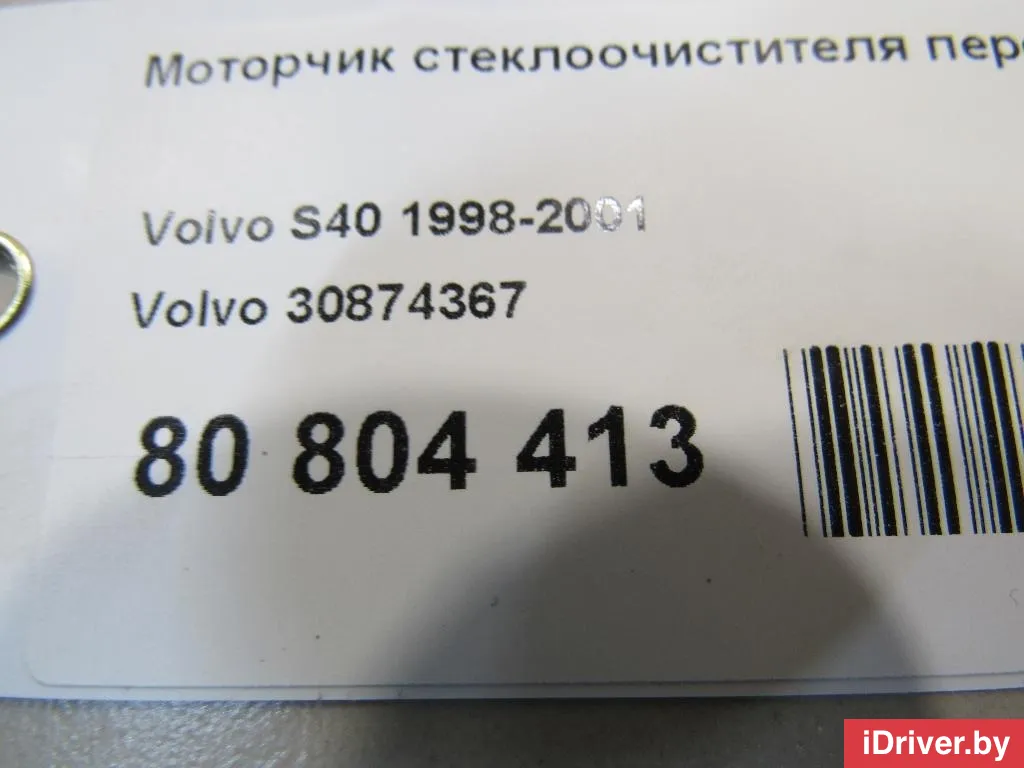 Моторчик стеклоочистителя пер
Volvo S40 1998-2001
Volvo 30874367
80 804 413
iDriver.by